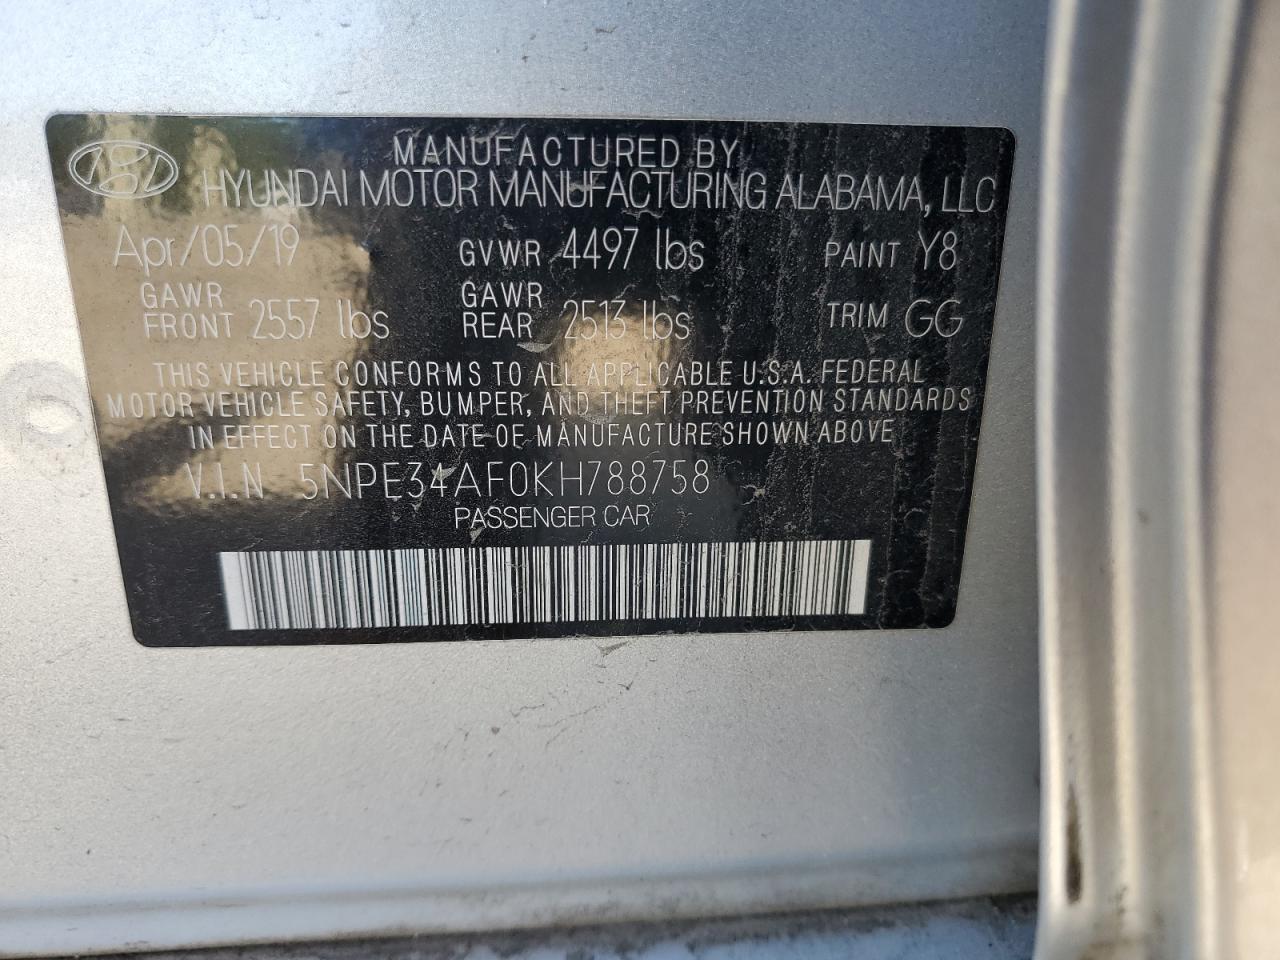 MANUFACTURED BY
HYUNDAI MOTOR MANUFACTURING ALABAMA, LLC
Apr/05/19 GVWR 4497 lbs PAINT Y8
GAWR FRONT 2557 lbs GAWR REAR 2513 lbs TRIM GG
THIS VEHICLE CONFORMS TO ALL APPLICABLE U.S.A. FEDERAL
MOTOR VEHICLE SAFETY, BUMPER, AND THEFT PREVENTION STANDARDS
IN EFFECT ON THE DATE OF MANUFACTURE SHOWN ABOVE
V.I.N 5NPE34AF0KH788758
PASSENGER CAR